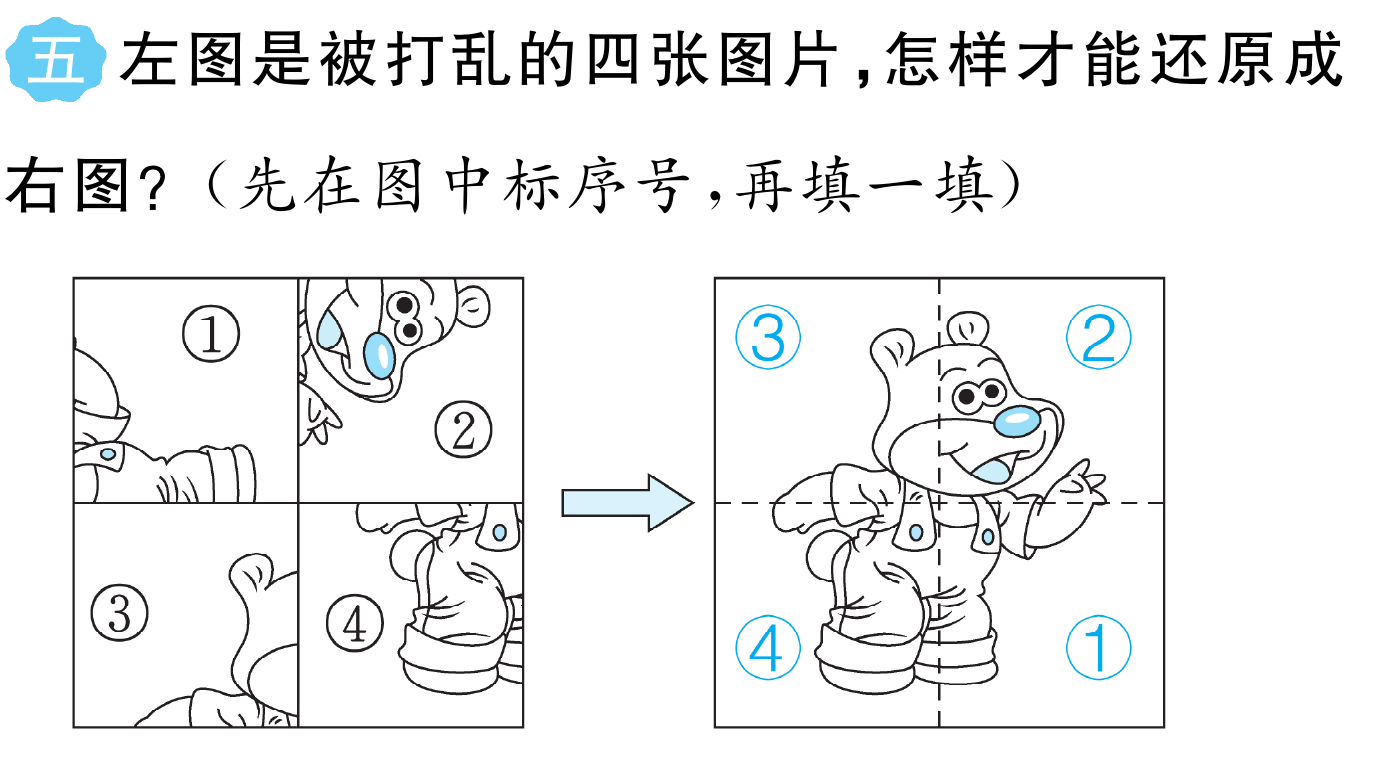 五 左图是被打乱的四张图片,怎样才能还原成
右图?(先在图中标序号,再填一填)
① ② ③ ②
③ ④ ④ ①